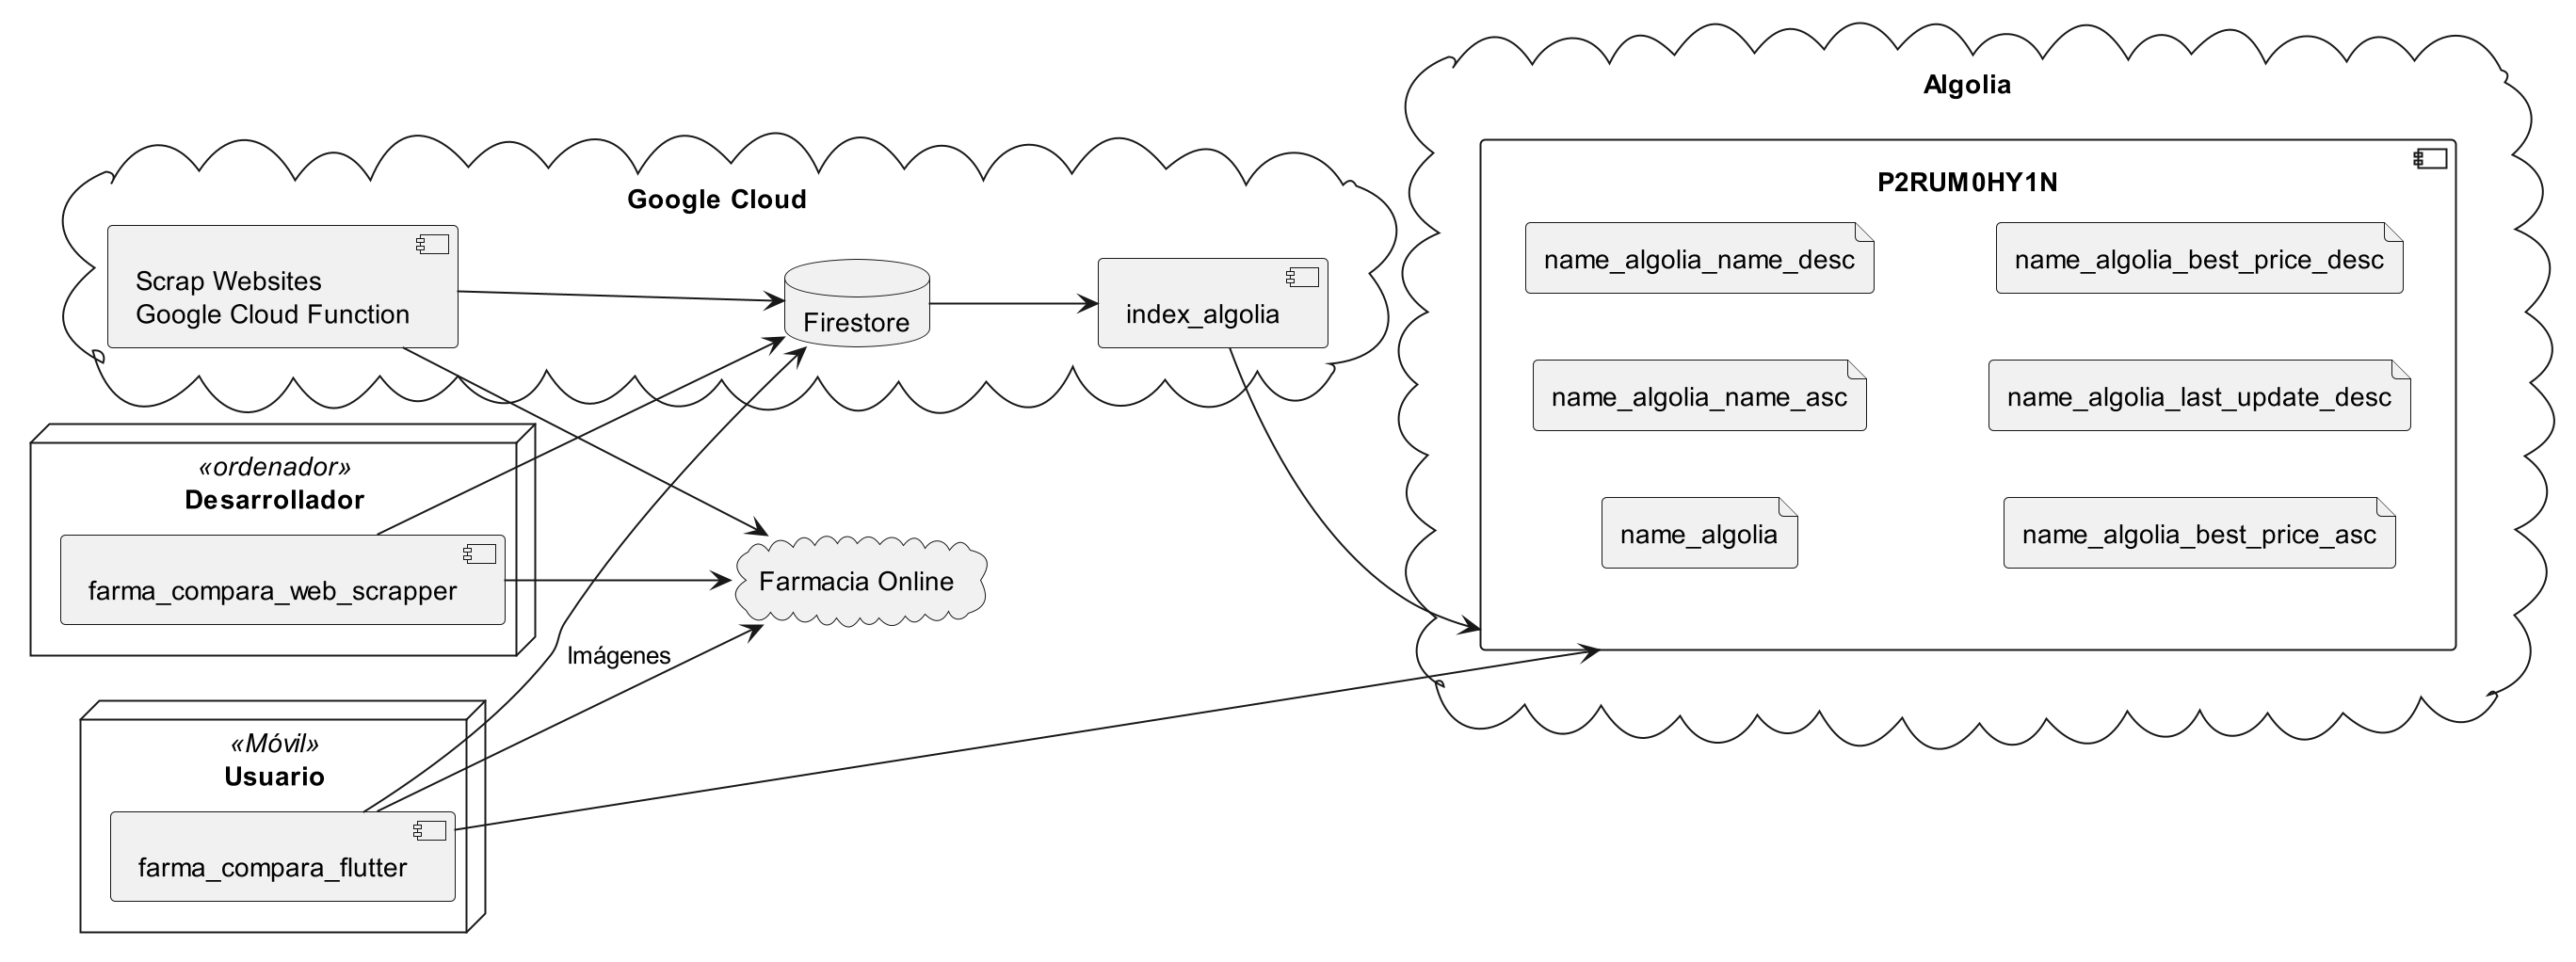 Algolia
P2RUM0HY1N
name_algolia_name_desc
name_algolia_best_price_desc
name_algolia_name_asc
name_algolia_last_update_desc
name_algolia
name_algolia_best_price_asc
Google Cloud
Scrap Websites
Google Cloud Function
Firestore
index_algolia
«ordenador»
Desarrollador
farma_compara_web_scrapper
Farmacia Online
Imágenes
«Móvil»
Usuario
farma_compara_flutter